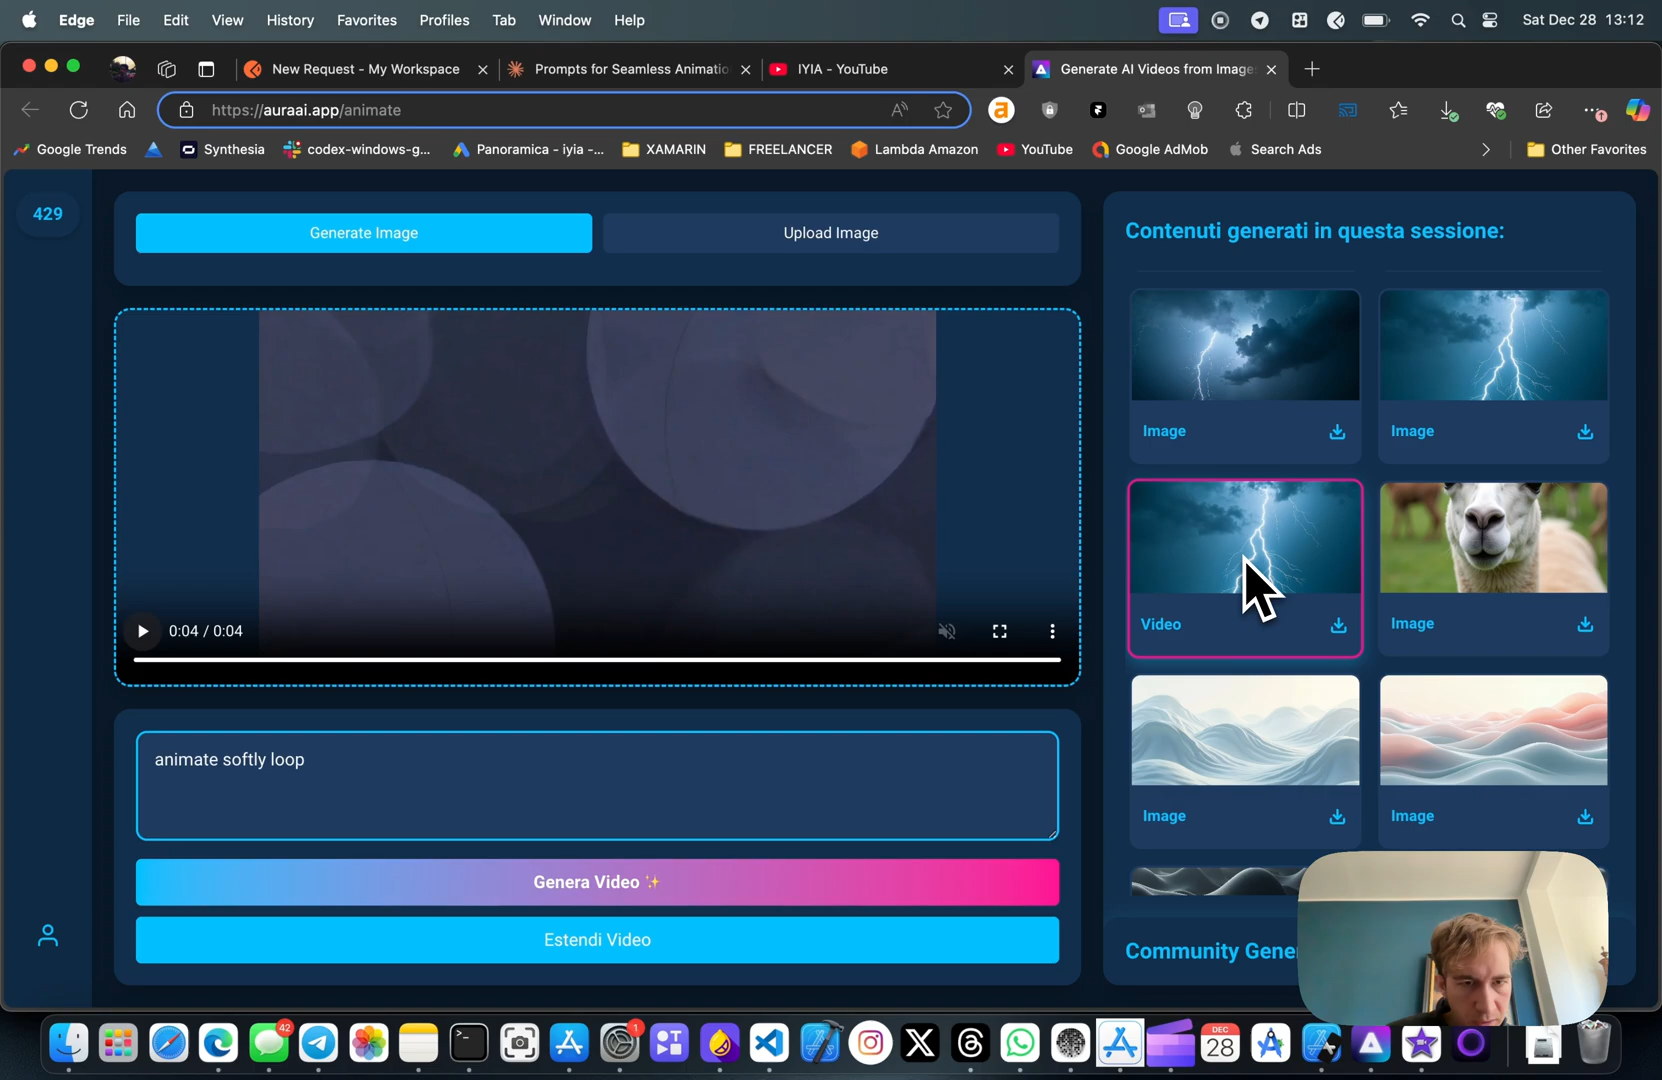 Edge File Edit View History Favorites Profiles Tab Window Help
Sat Dec 28 13:12
New Request - My Workspace
Prompts for Seamless Animatio
IYIA - YouTube
Generate AI Videos from Image
https://auraai.app/animate
Google Trends
Synthesia
codex-windows-g...
Panoramica - iyia -...
XAMARIN
FREELANCER
Lambda Amazon
YouTube
Google AdMob
Search Ads
Other Favorites
429
Generate Image
Upload Image
Contenuti generati in questa sessione:
Image
Image
0:04 / 0:04
Video
Image
animate softly loop
Image
Image
Genera Video
Estendi Video
Community Gener
42
1
DEC
28